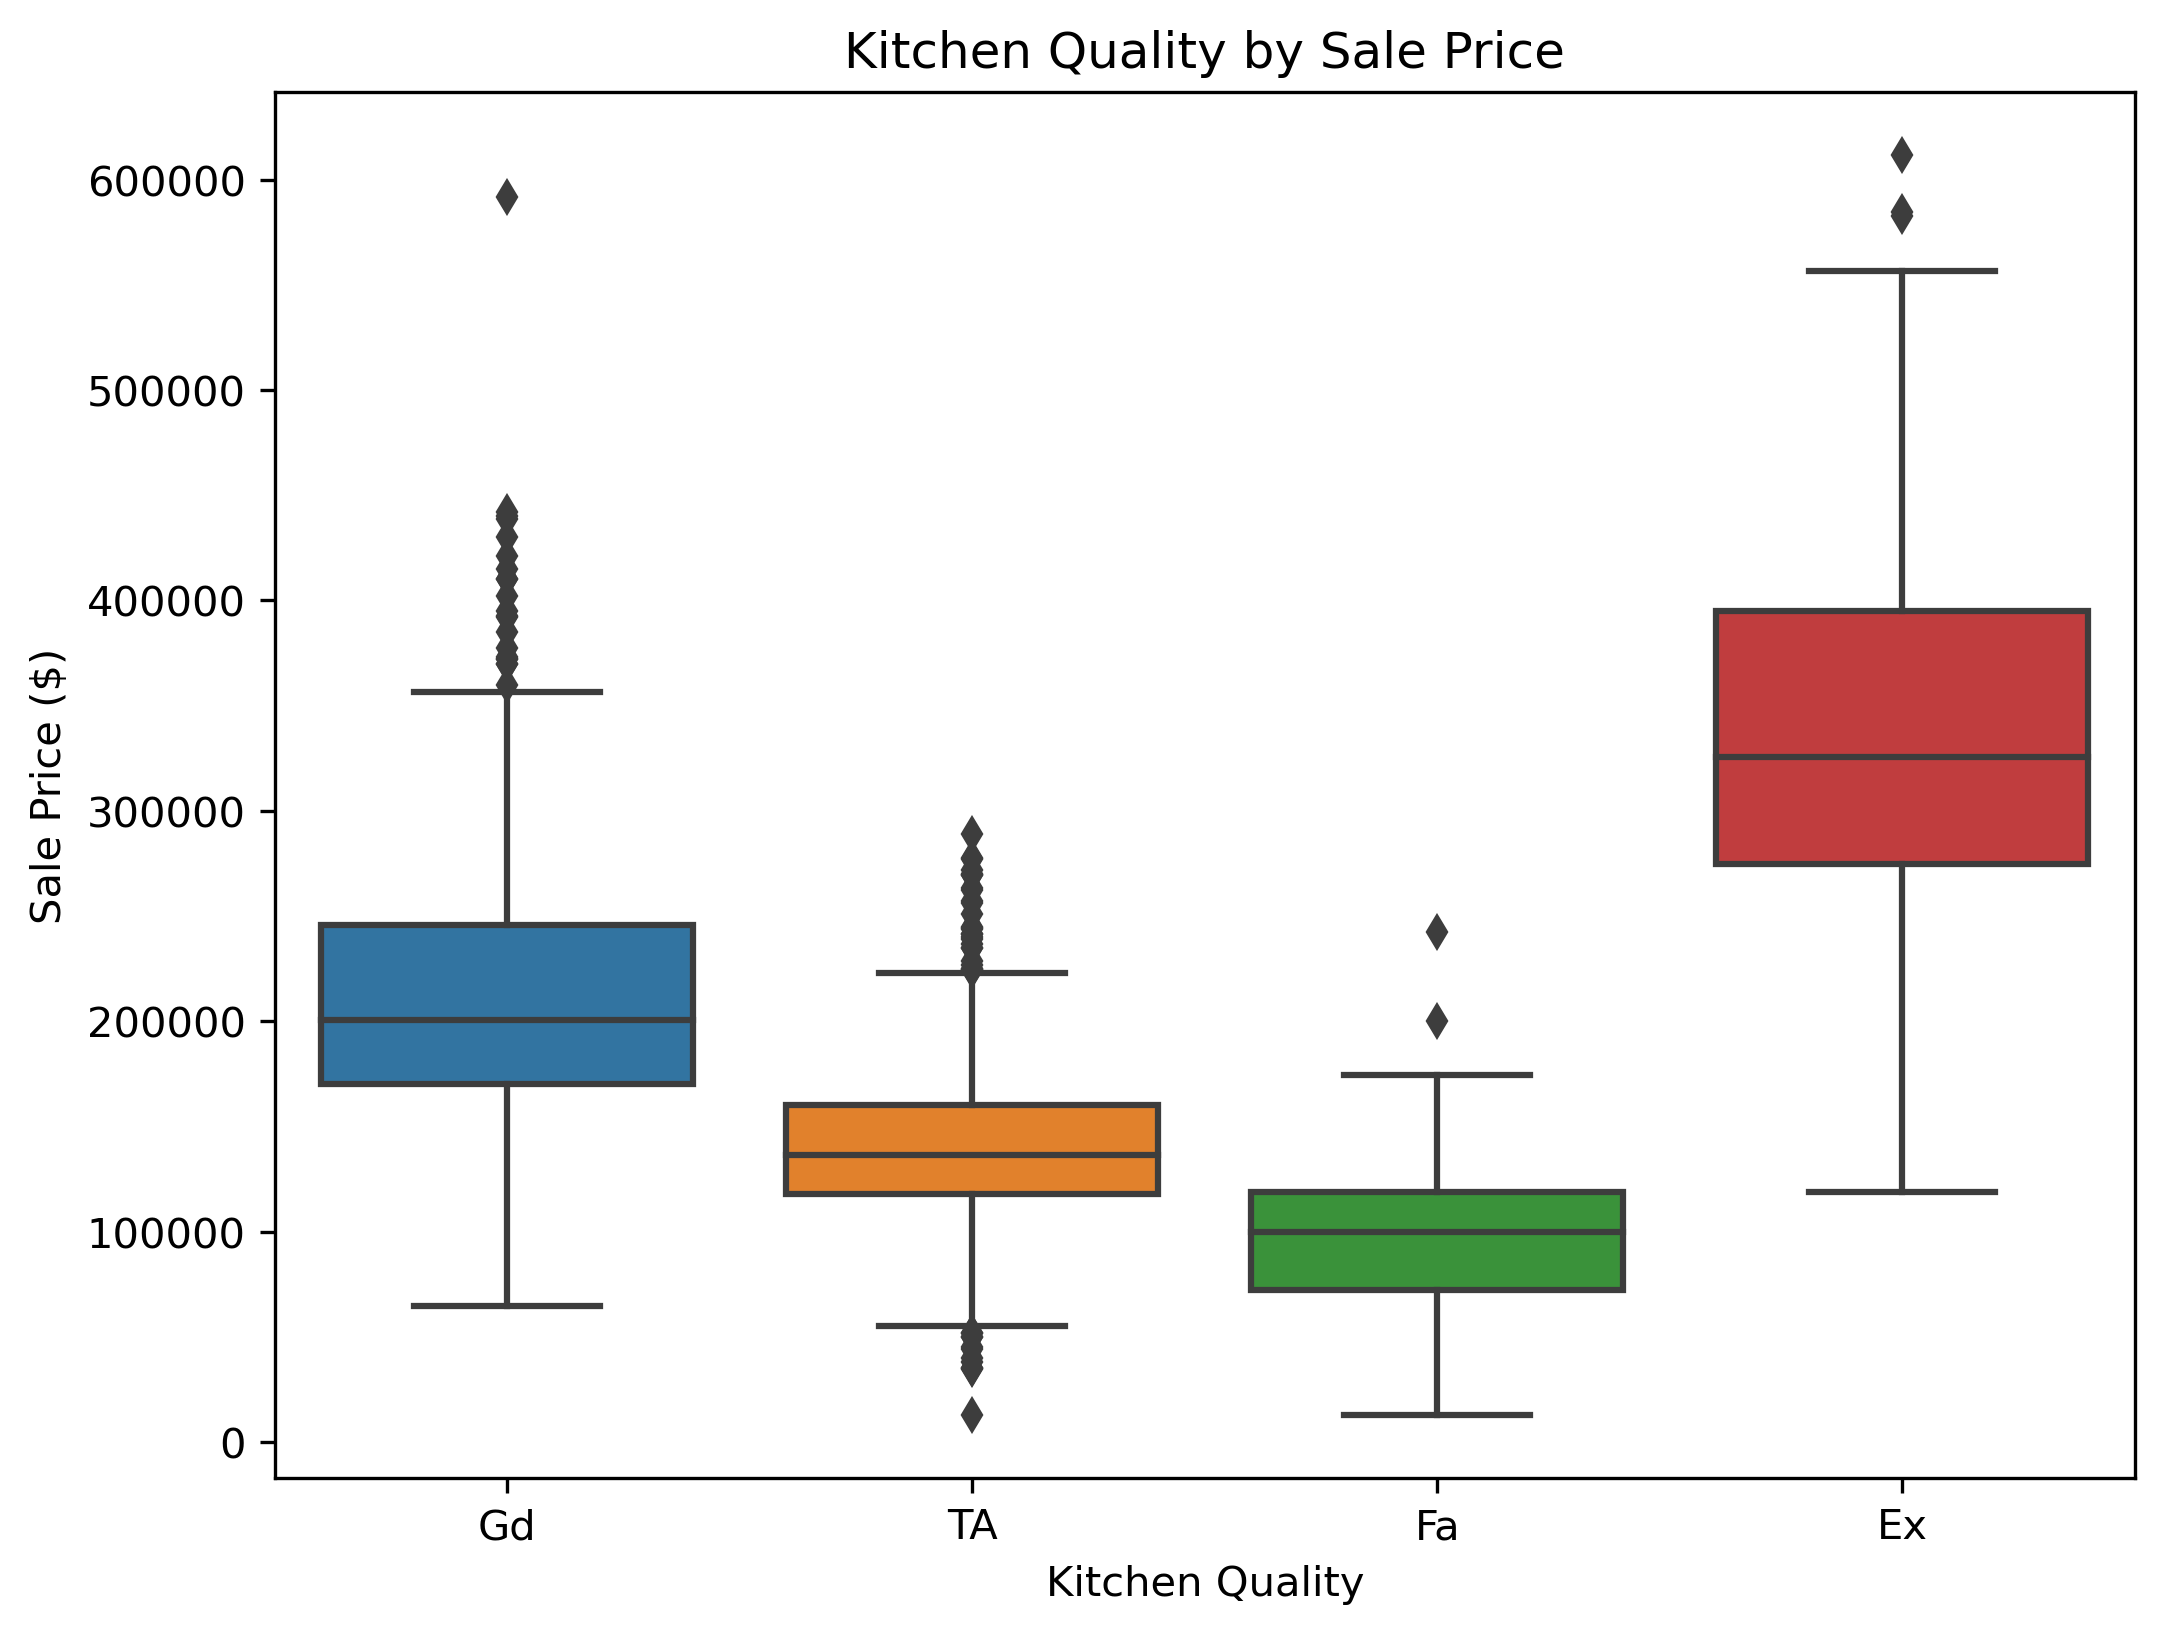 Kitchen Quality by Sale Price
Sale Price ($)
600000
500000
400000
300000
200000
100000
0
Gd TA Fa Ex
Kitchen Quality